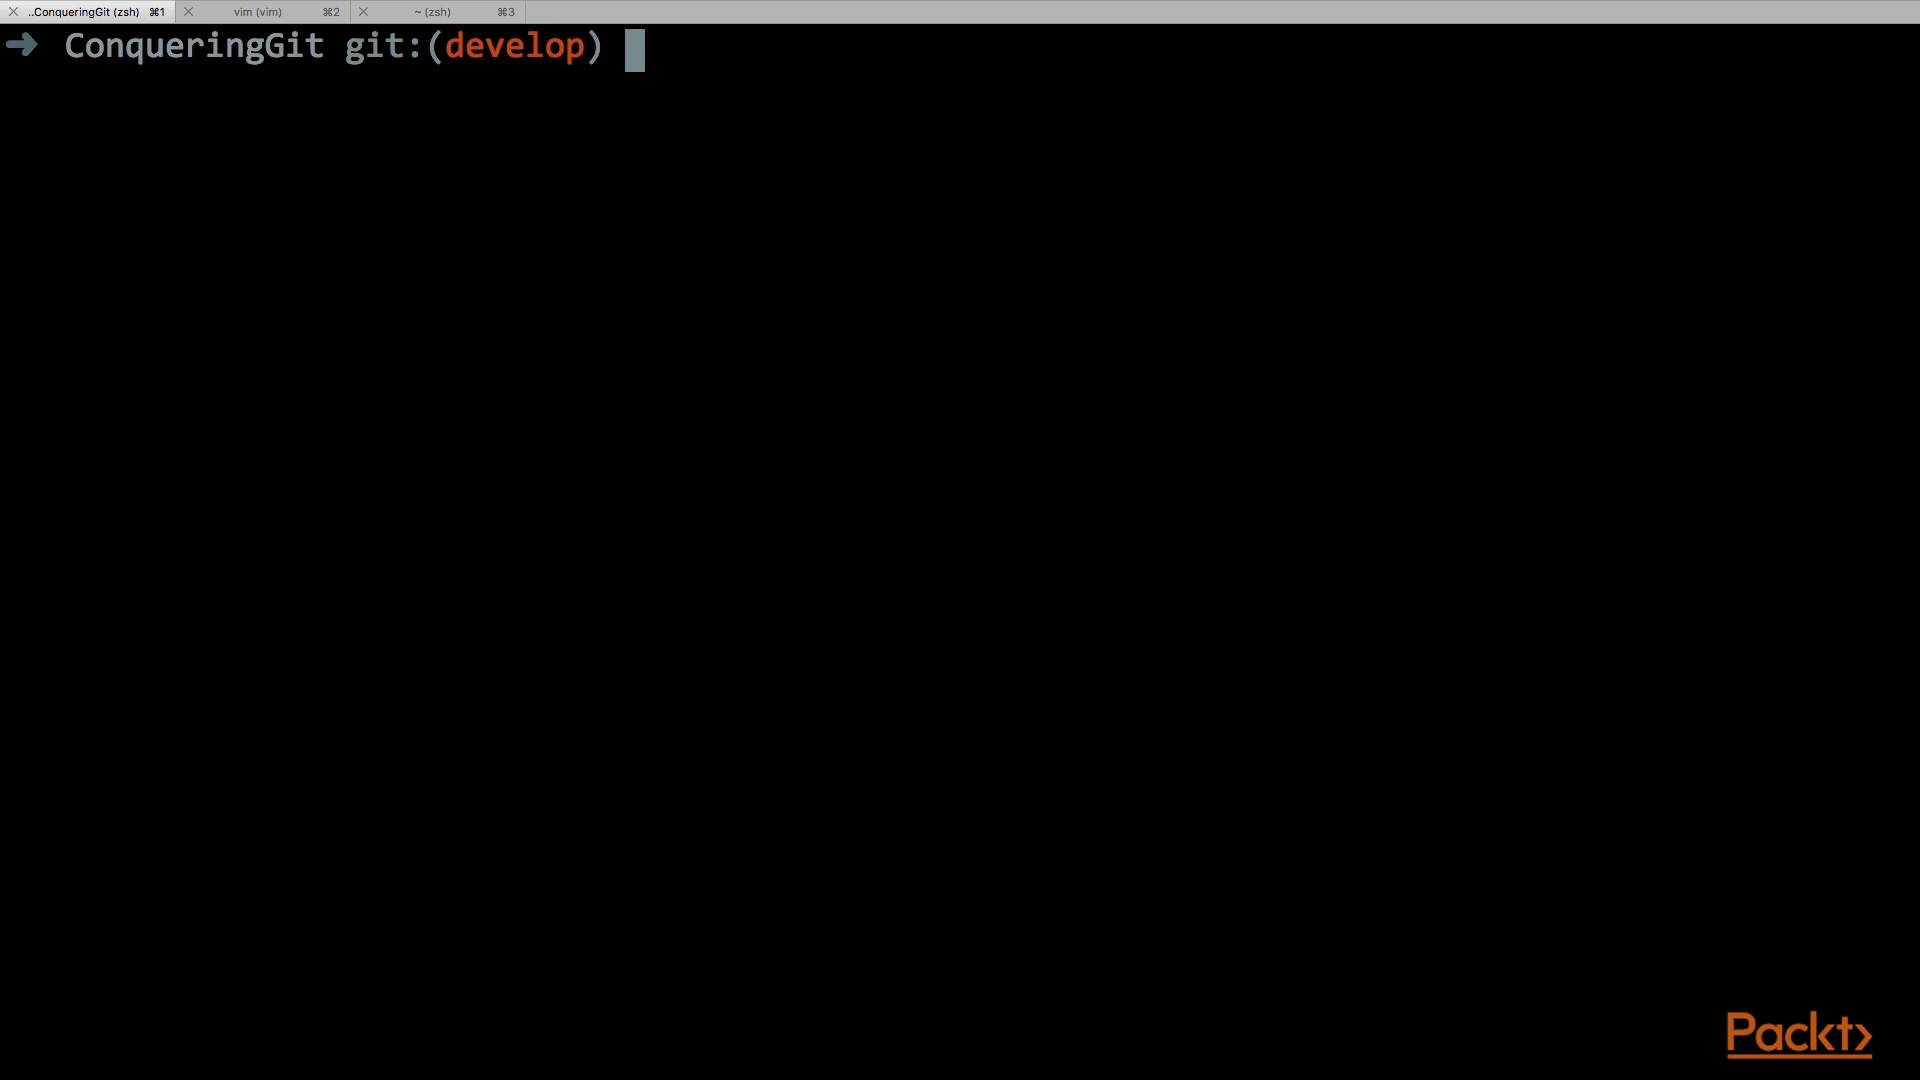 ..ConqueringGit (zsh) ⌘1 vim (vim) ⌘2 ~ (zsh) ⌘3
➜ ConqueringGit git:(develop)
Packt>